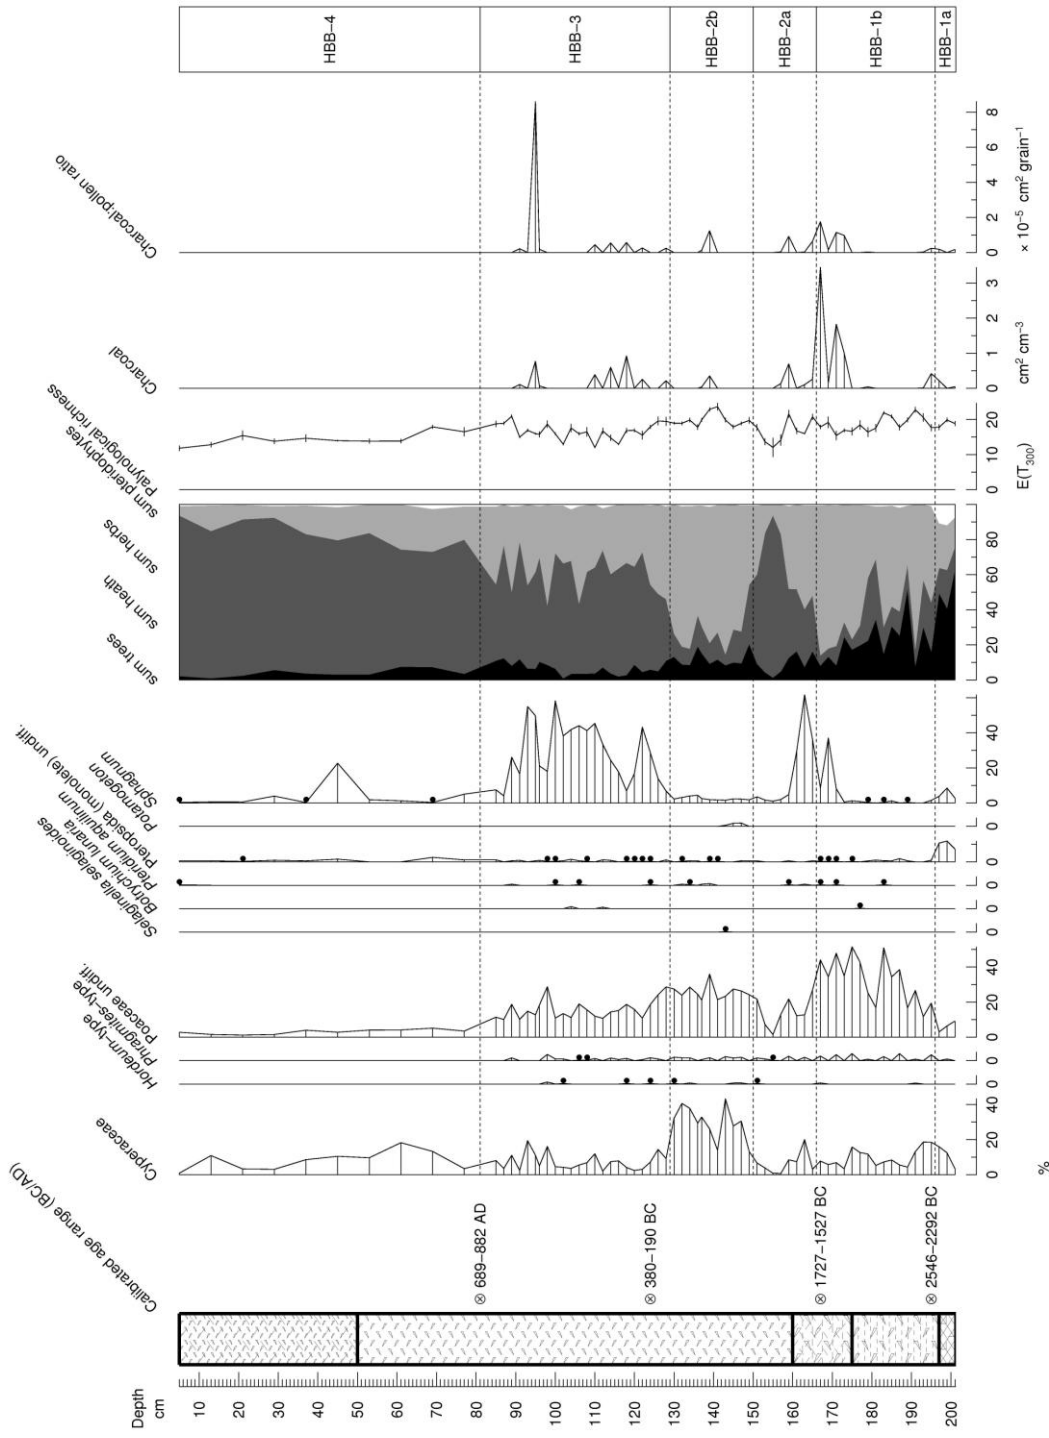 Depth
cm
10
20
30
40
50
60
70
80
90
100
110
120
130
140
150
160
170
180
190
200
Calibrated age range (BC/AD)
⊗ 689–882 AD
⊗ 380–190 BC
⊗ 1727–1527 BC
⊗ 2546–2292 BC
Cyperaceae
0 20 40
%
Hordeum–type
0
Phragmites–type
0
Poaceae undiff.
0 20 40
Selaginella selaginoides
0
Botrychium lunaria
0
Pteridium aquilinum
0
Pteropsida (monolete) undiff.
0
Potamogeton
0
Sphagnum
0 20 40
sum trees
sum heath
sum herbs
sum pteridophytes
0 20 40 60 80
Palynological richness
0 10 20
E(T300)
Charcoal
0 1 2 3
cm² cm⁻³
Charcoal:pollen ratio
0 2 4 6 8
× 10⁻⁵ cm² grain⁻¹
HBB–4
HBB–3
HBB–2b
HBB–2a
HBB–1b
HBB–1a